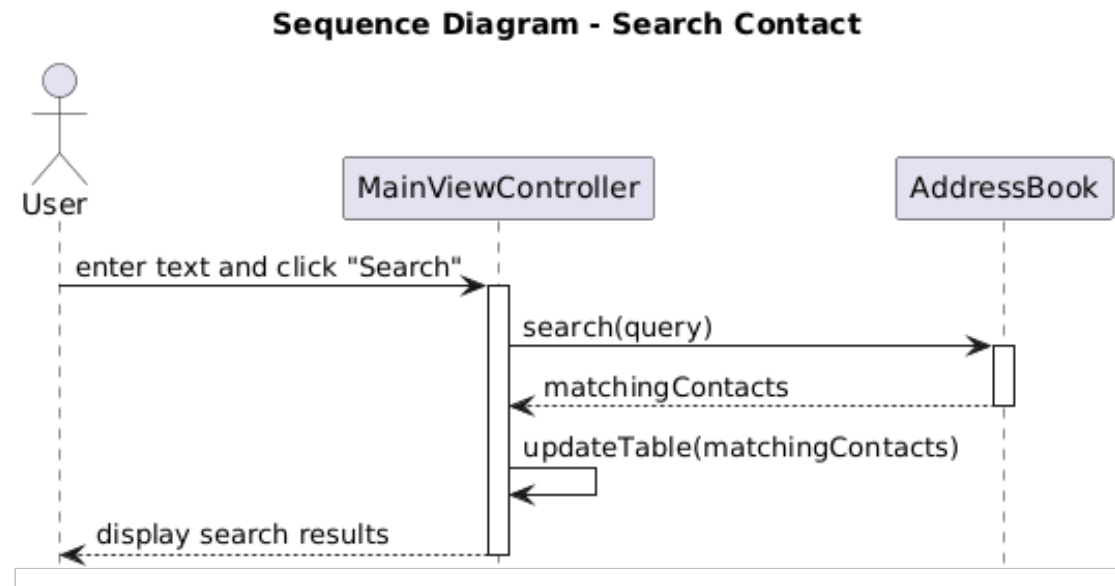 Sequence Diagram - Search Contact
User
MainViewController
AddressBook
enter text and click "Search"
search(query)
matchingContacts
updateTable(matchingContacts)
display search results